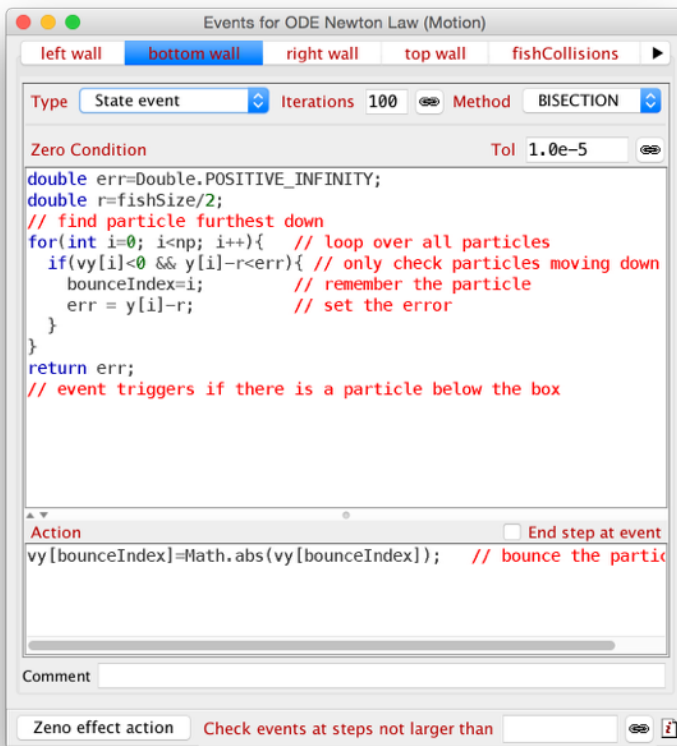 Events for ODE Newton Law (Motion)
left wall bottom wall right wall top wall fishCollisions
Type State event Iterations 100 Method BISECTION
Zero Condition Tol 1.0e-5
double err=Double.POSITIVE_INFINITY;
double r=fishSize/2;
// find particle furthest down
for(int i=0; i<np; i++){   // loop over all particles
  if(vy[i]<0 && y[i]-r<err){ // only check particles moving down
    bounceIndex=i;         // remember the particle
    err = y[i]-r;          // set the error
  }
}
return err;
// event triggers if there is a particle below the box
Action End step at event
vy[bounceIndex]=Math.abs(vy[bounceIndex]);   // bounce the partic
Comment
Zeno effect action Check events at steps not larger than